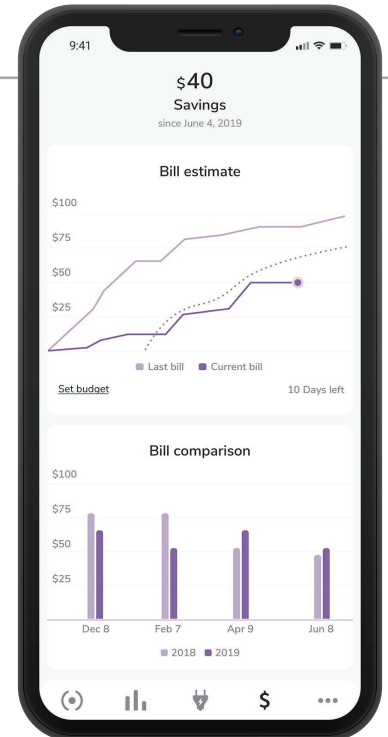 9:41
$40
Savings
since June 4, 2019
Bill estimate
$100
$75
$50
$25
Last bill Current bill
Set budget 10 Days left
Bill comparison
$100
$75
$50
$25
Dec 8 Feb 7 Apr 9 Jun 8
2018 2019
$